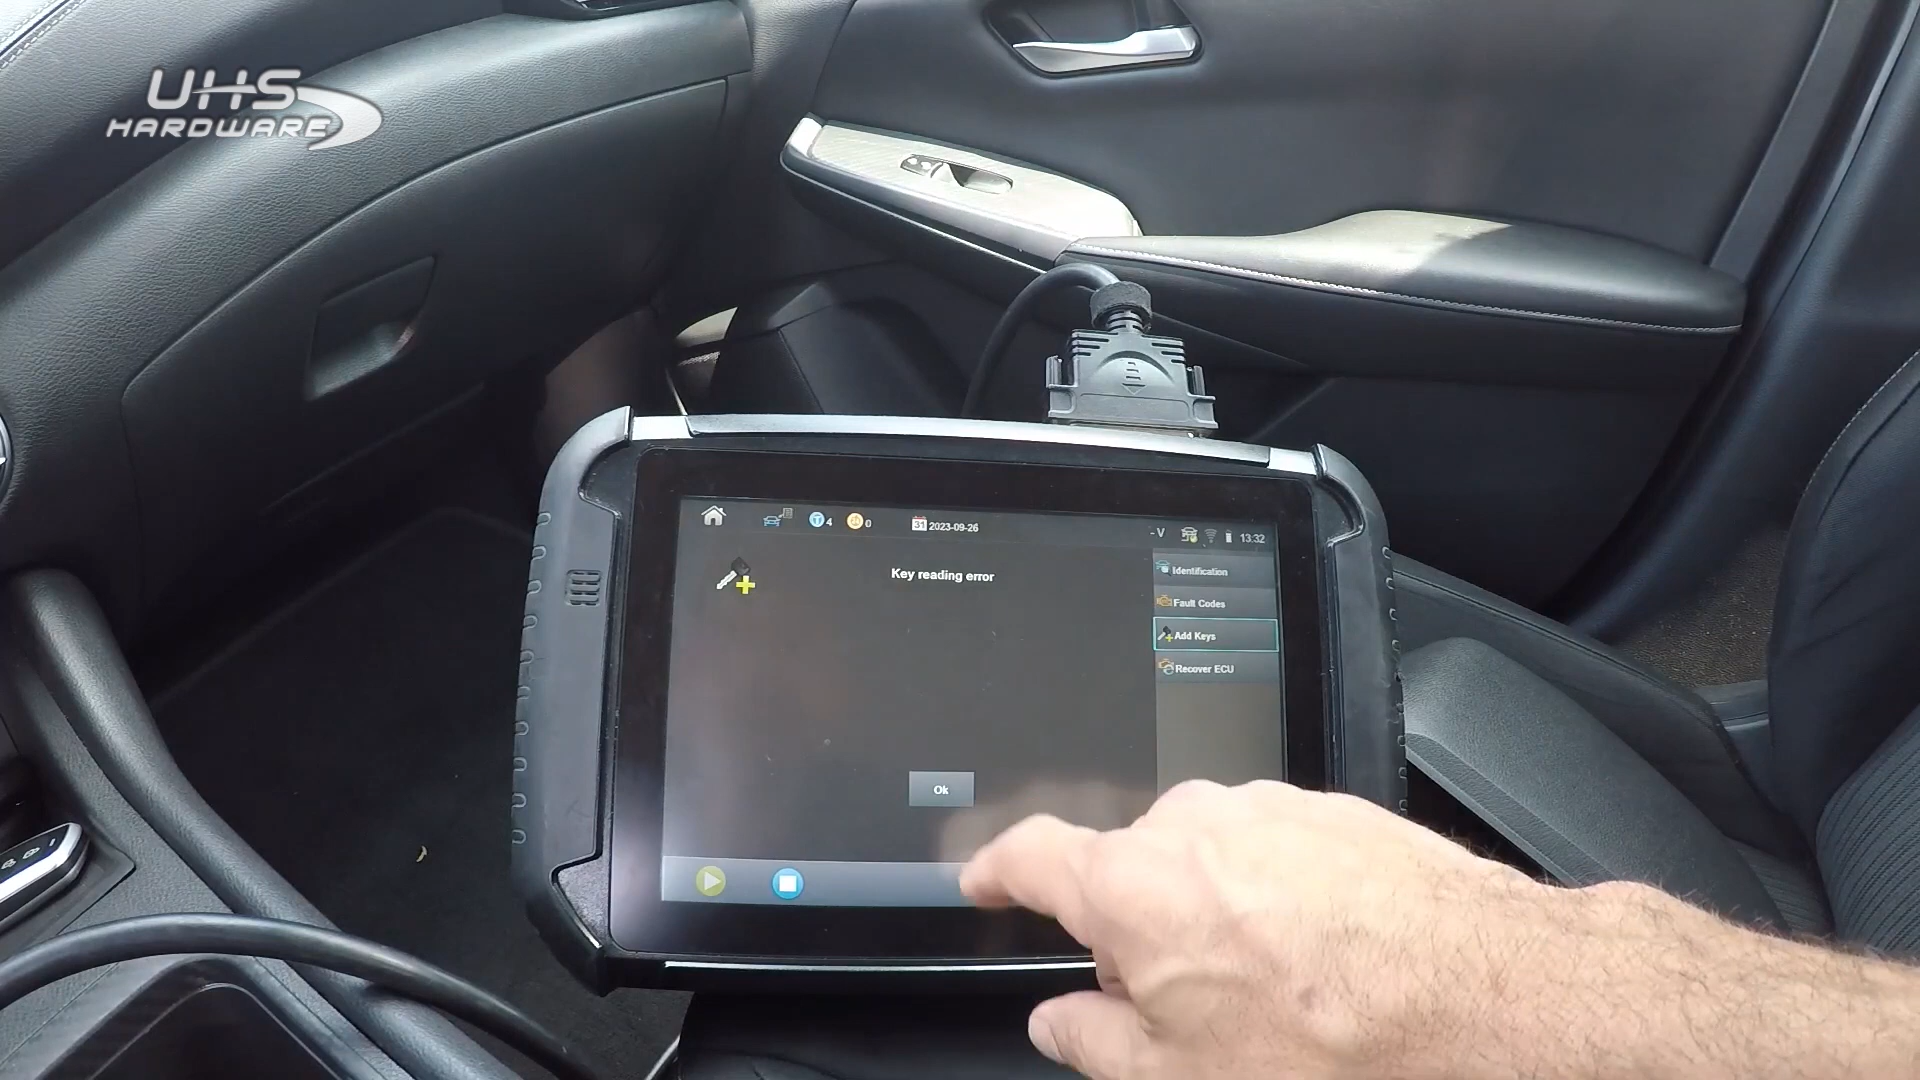 UHS
HARDWARE
4
0
31
2023-09-26
-V
13:32
Key reading error
Identification
Fault Codes
Add Keys
Recover ECU
Ok